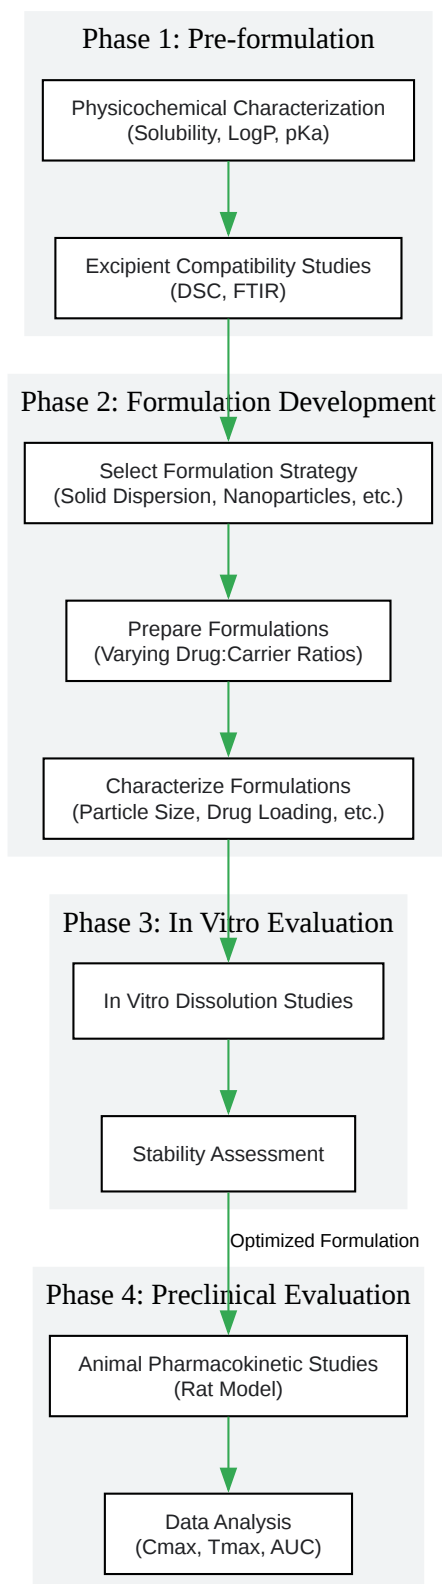 Phase 1: Pre-formulation
Physicochemical Characterization
(Solubility, LogP, pKa)
Excipient Compatibility Studies
(DSC, FTIR)
Phase 2: Formulation Development
Select Formulation Strategy
(Solid Dispersion, Nanoparticles, etc.)
Prepare Formulations
(Varying Drug:Carrier Ratios)
Characterize Formulations
(Particle Size, Drug Loading, etc.)
Phase 3: In Vitro Evaluation
In Vitro Dissolution Studies
Stability Assessment
Optimized Formulation
Phase 4: Preclinical Evaluation
Animal Pharmacokinetic Studies
(Rat Model)
Data Analysis
(Cmax, Tmax, AUC)